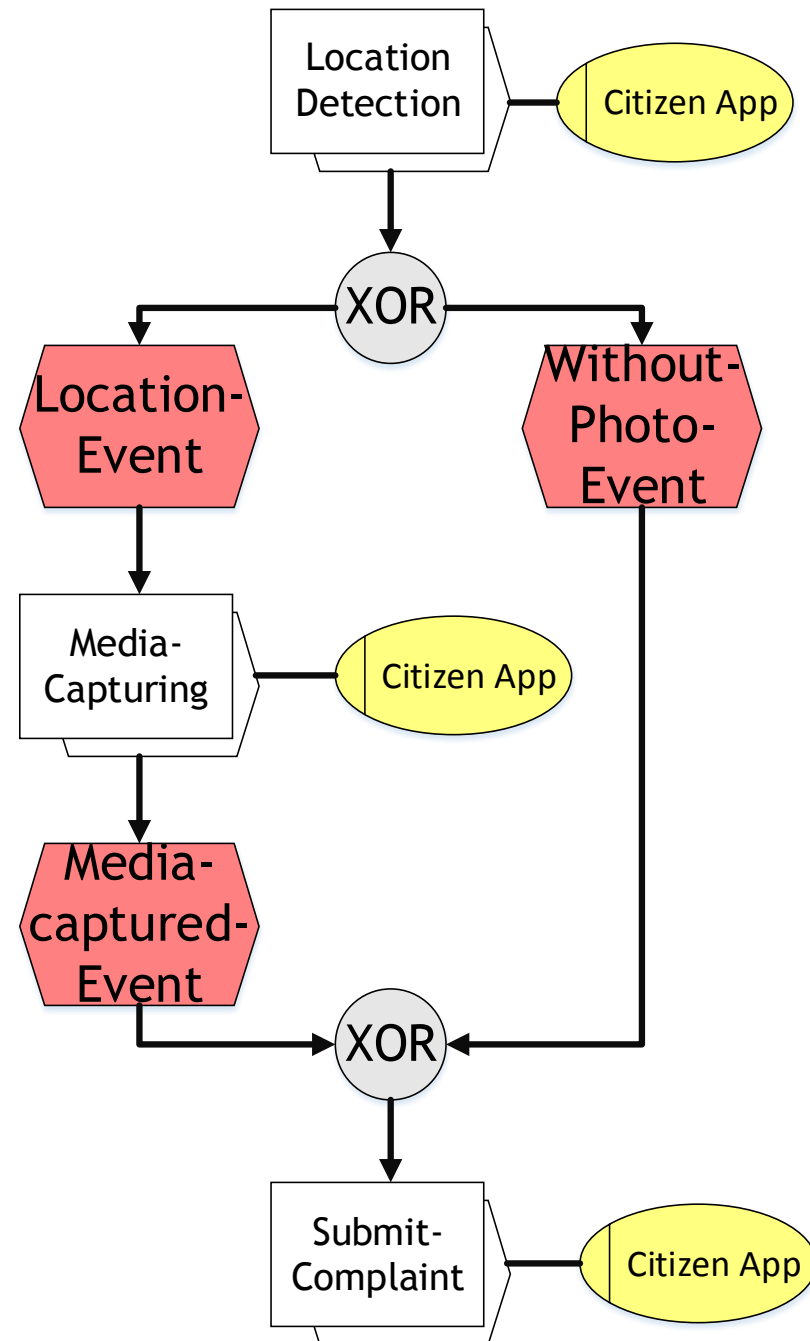 Location
Detection
Citizen App
XOR
Location-
Event
Without-
Photo-
Event
Media-
Capturing
Citizen App
Media-
captured-
Event
XOR
Submit-
Complaint
Citizen App